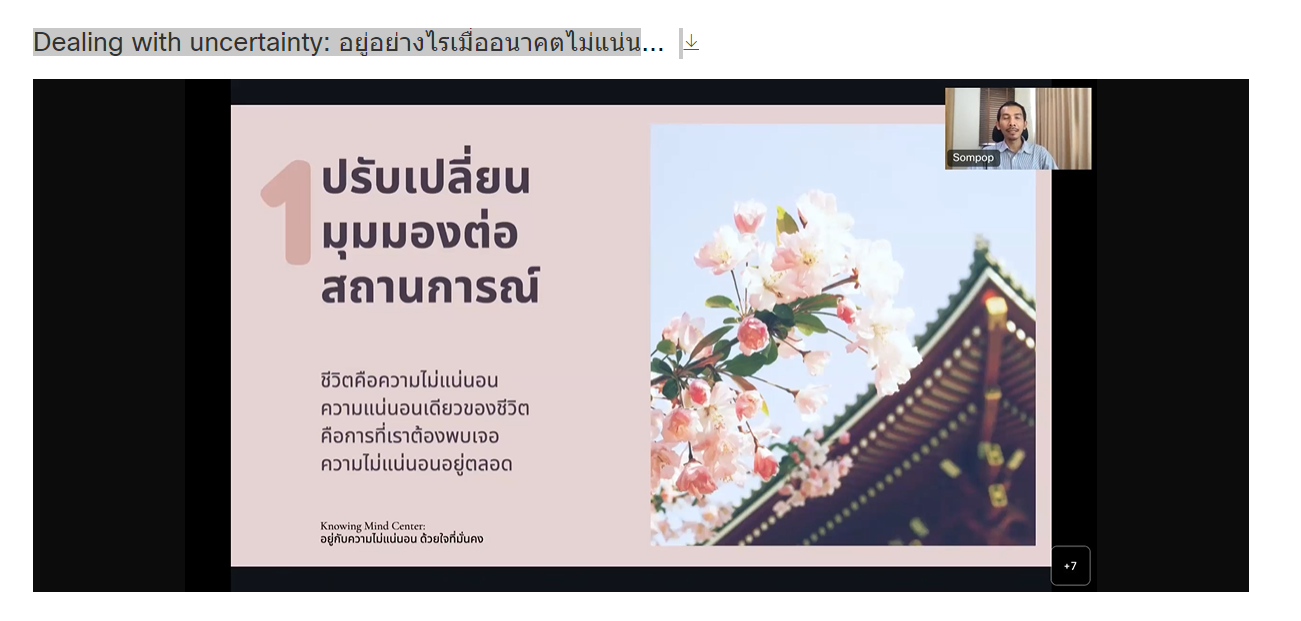 Dealing with uncertainty: อยู่อย่างไรเมื่ออนาคตไม่แน่น...
Sompop
1
ปรับเปลี่ยน
มุมมองต่อ
สถานการณ์
ชีวิตคือความไม่แน่นอน
ความแน่นอนเดียวของชีวิต
คือการที่เราต้องพบเจอ
ความไม่แน่นอนอยู่ตลอด
Knowing Mind Center:
อยู่กับความไม่แน่นอน ด้วยใจที่มั่นคง
+7